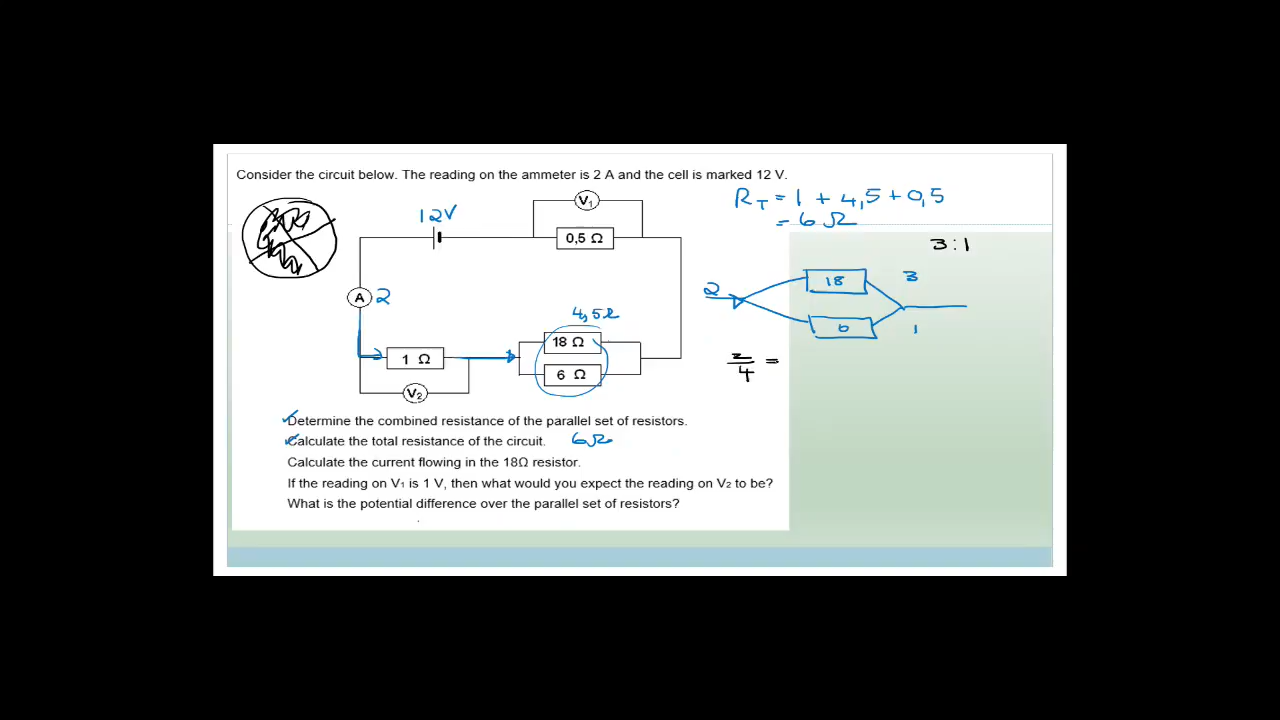 Consider the circuit below. The reading on the ammeter is 2 A and the cell is marked 12 V.
R_T = 1 + 4,5 + 0,5
= 6 Ω
12V
V₁
0,5 Ω
3:1
A 2
2
18
3
6
1
4,5Ω
18 Ω
6 Ω
1 Ω
V₂
2/4 =
Determine the combined resistance of the parallel set of resistors.
Calculate the total resistance of the circuit. 6Ω
Calculate the current flowing in the 18Ω resistor.
If the reading on V₁ is 1 V, then what would you expect the reading on V₂ to be?
What is the potential difference over the parallel set of resistors?